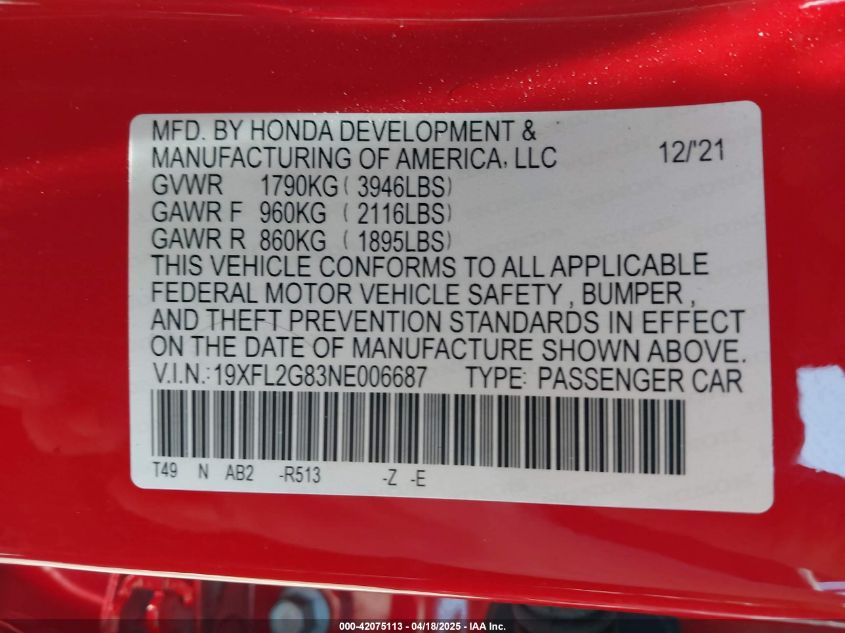 MFD. BY HONDA DEVELOPMENT &
MANUFACTURING OF AMERICA, LLC 12/'21
GVWR 1790KG ( 3946LBS)
GAWR F 960KG ( 2116LBS)
GAWR R 860KG ( 1895LBS)
THIS VEHICLE CONFORMS TO ALL APPLICABLE
FEDERAL MOTOR VEHICLE SAFETY , BUMPER ,
AND THEFT PREVENTION STANDARDS IN EFFECT
ON THE DATE OF MANUFACTURE SHOWN ABOVE.
V.I.N.: 19XFL2G83NE006687 TYPE: PASSENGER CAR
T49 N AB2 -R513 -Z -E
000-42075113 - 04/18/2025 - IAA Inc.